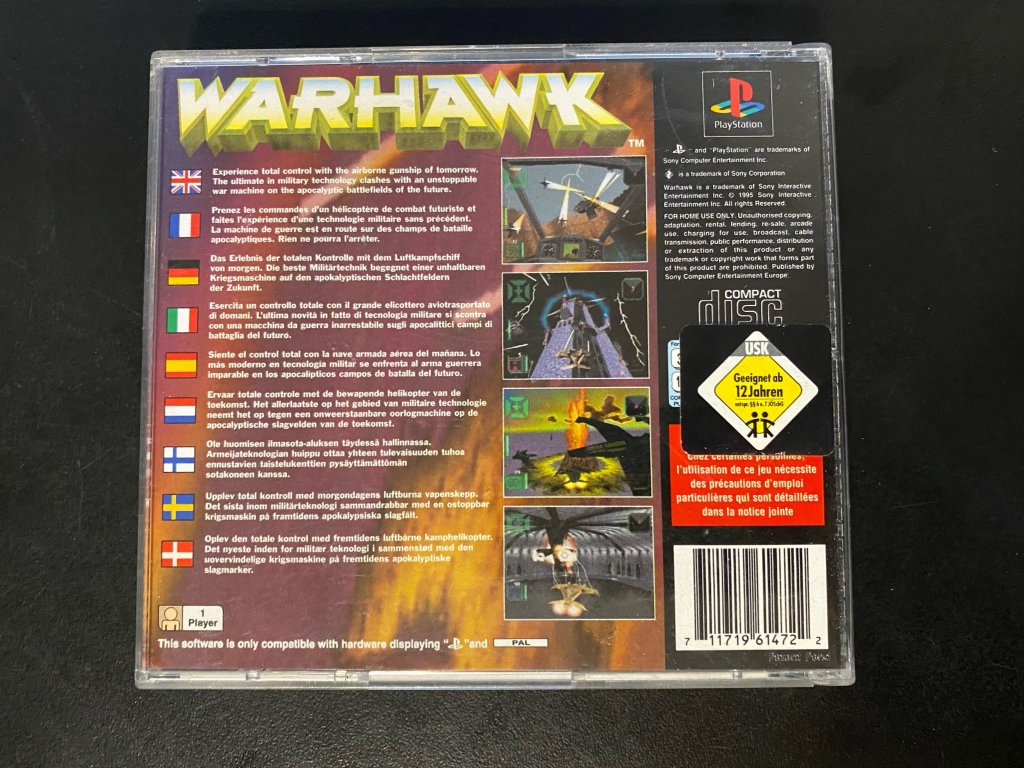 WARHAWK
TM
Experience total control with the airborne gunship of tomorrow.
The ultimate in military technology clashes with an unstoppable
war machine on the apocalyptic battlefields of the future.
Prenez les commandes d'un hélicoptère de combat futuriste et
faites l'expérience d'une technologie militaire sans précédent.
La machine de guerre est en route sur des champs de bataille
apocalyptiques. Rien ne pourra l'arrêter.
Das Erlebnis der totalen Kontrolle mit dem Luftkampfschiff
von morgen. Die beste Militärtechnik begegnet einer unhaltbaren
Kriegsmaschine auf den apokalyptischen Schlachtfeldern
der Zukunft.
Esercita un controllo totale con il grande elicottero aviotrasportato
di domani. L'ultima novità in fatto di tecnologia militare si scontra
con una macchina da guerra inarrestabile sugli apocalittici campi di
battaglia del futuro.
Siente el control total con la nave armada aérea del mañana. Lo
más moderno en tecnología militar se enfrenta al arma guerrera
imparable en los apocalípticos campos de batalla del futuro.
Ervaar totale controle met de bewapende helikopter van de
toekomst. Het allerlaatste op het gebied van militaire technologie
neemt het op tegen een onweerstaanbare oorlogmachine op de
apocalyptische slagvelden van de toekomst.
Ole huomisen ilmasota-aluksen täydessä hallinnassa.
Armeijateknologian huippu ottaa yhteen tulevaisuuden tuhoa
ennustavien taistelukenttien pysäyttämättömän
sotakoneen kanssa.
Upplev total kontroll med morgondagens luftburna vapenskepp.
Det sista inom militärteknologi sammandrabbar med en ostoppbar
krigsmaskin på framtidens apokalypsiska slagfält.
Oplev den totale kontrol med fremtidens luftbårne kamphelikopter.
Det nyeste inden for militær teknologi i sammenstød med den
uovervindelige krigsmaskine på fremtidens apokalyptiske
slagmarker.
1
Player
This software is only compatible with hardware displaying " " and PAL
PlayStation
- and "PlayStation" are trademarks of
Sony Computer Entertainment Inc.
is a trademark of Sony Corporation
Warhawk is a trademark of Sony Interactive
Entertainment Inc. © 1995 Sony Interactive
Entertainment Inc. All rights Reserved.
FOR HOME USE ONLY. Unauthorised copying,
adaptation, rental, lending, re-sale, arcade
use, charging for use, broadcast, cable
transmission, public performance, distribution
or extraction of this product or any
trademark or copyright work that forms part
of this product are prohibited. Published by
Sony Computer Entertainment Europe.
COMPACT
disc
For
USK
Geeignet ab
12 Jahren
entspr. §§ 6 u. 7 JÖSchG
Chez certaines personnes,
l'utilisation de ce jeu nécessite
des précautions d'emploi
particulières qui sont détaillées
dans la notice jointe
7 11719 61472 2